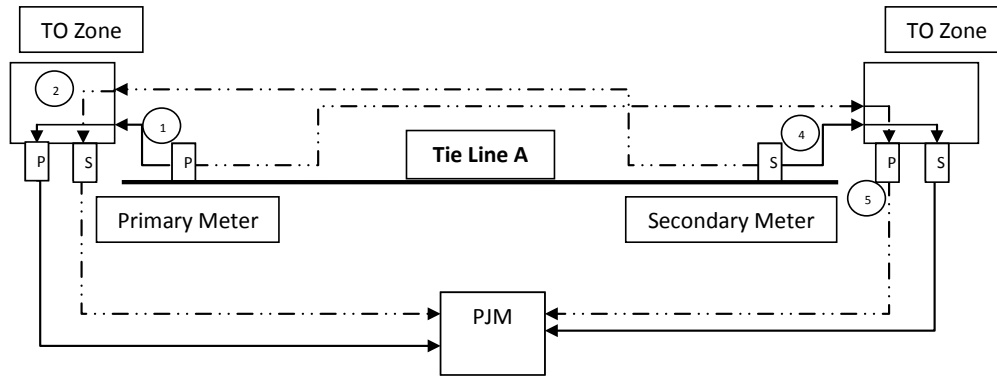 TO Zone
TO Zone
2
1
4
P
S
P
Tie Line A
S
P
S
5
Primary Meter
Secondary Meter
PJM